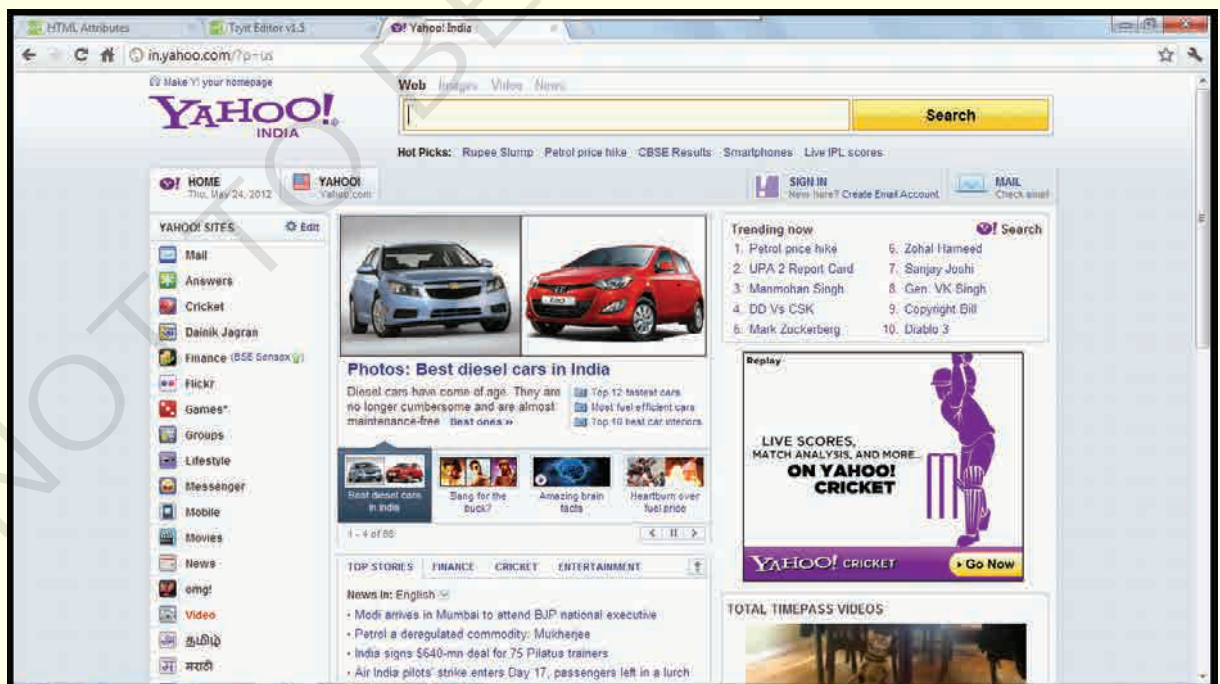 HTML Attributes
Tryit Editor v1.5
Yahoo! India
in.yahoo.com/?p=us
Make Y! your homepage
YAHOO!
INDIA
Web Images Video News
Search
Hot Picks: Rupee Slump Petrol price hike CBSE Results Smartphones Live IPL scores
HOME
Thu, May 24, 2012
YAHOO!
Yahoo.com
SIGN IN
New here? Create Email Account
MAIL
Check email
YAHOO! SITES
Edit
Mail
Answers
Cricket
Dainik Jagran
Finance (BSE Sensex)
Flickr
Games*
Groups
Lifestyle
Messenger
Mobile
Movies
News
omg!
Video
தமிழ்
मराठी
Photos: Best diesel cars in India
Diesel cars have come of age. They are
no longer cumbersome and are almost
maintenance-free Best ones »
Top 12 fastest cars
Most fuel efficient cars
Top 10 best car interiors
Best diesel cars
in India
Bang for the
buck?
Amazing brain
facts
Heartburn over
fuel price
1 - 4 of 88
TOP STORIES FINANCE CRICKET ENTERTAINMENT
News in: English
• Modi arrives in Mumbai to attend BJP national executive
• Petrol a deregulated commodity: Mukherjee
• India signs $640-mn deal for 75 Pilatus trainers
• Air India pilots' strike enters Day 17, passengers left in a lurch
Trending now
Y! Search
1. Petrol price hike
2. UPA 2 Report Card
3. Manmohan Singh
4. DD Vs CSK
5. Mark Zuckerberg
6. Zohal Hameed
7. Sanjay Joshi
8. Gen. VK Singh
9. Copyright Bill
10. Diablo 3
Replay
LIVE SCORES,
MATCH ANALYSIS, AND MORE...
ON YAHOO!
CRICKET
YAHOO! CRICKET
Go Now
TOTAL TIMEPASS VIDEOS
NOT TO BE